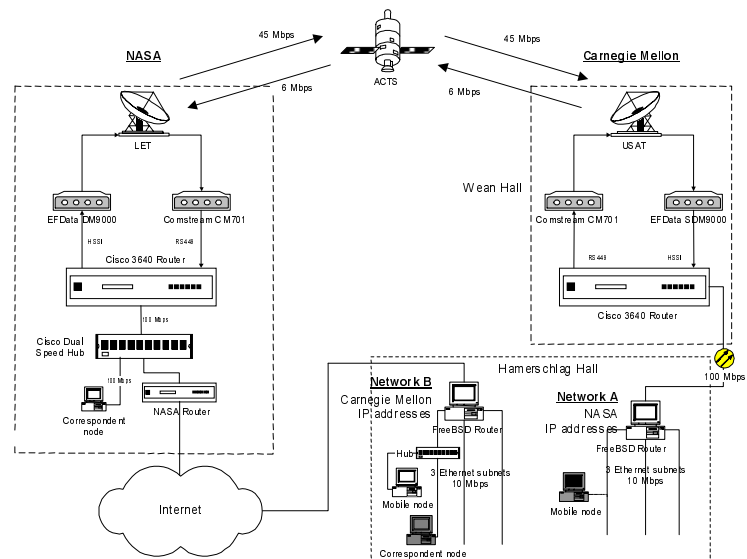 45 Mbps
45 Mbps
NASA
Carnegie Mellon
ACTS
6 Mbps
6 Mbps
LET
USAT
Wean Hall
EFData DM9000
Comstream CM701
Comstream CM701
EFData SDM9000
HSSI
RS449
RS449
HSSI
Cisco 3640 Router
Cisco 3640 Router
100 Mbps
Cisco Dual
Speed Hub
100 Mbps
100 Mbps
Hamerschlag Hall
Network B
Carnegie Mellon
IP addresses
Network A
NASA
IP addresses
NASA Router
Correspondent
node
FreeBSD Router
FreeBSD Router
Hub
3 Ethernet subnets
10 Mbps
3 Ethernet subnets
10 Mbps
Internet
Mobile node
Mobile node
Correspondent node